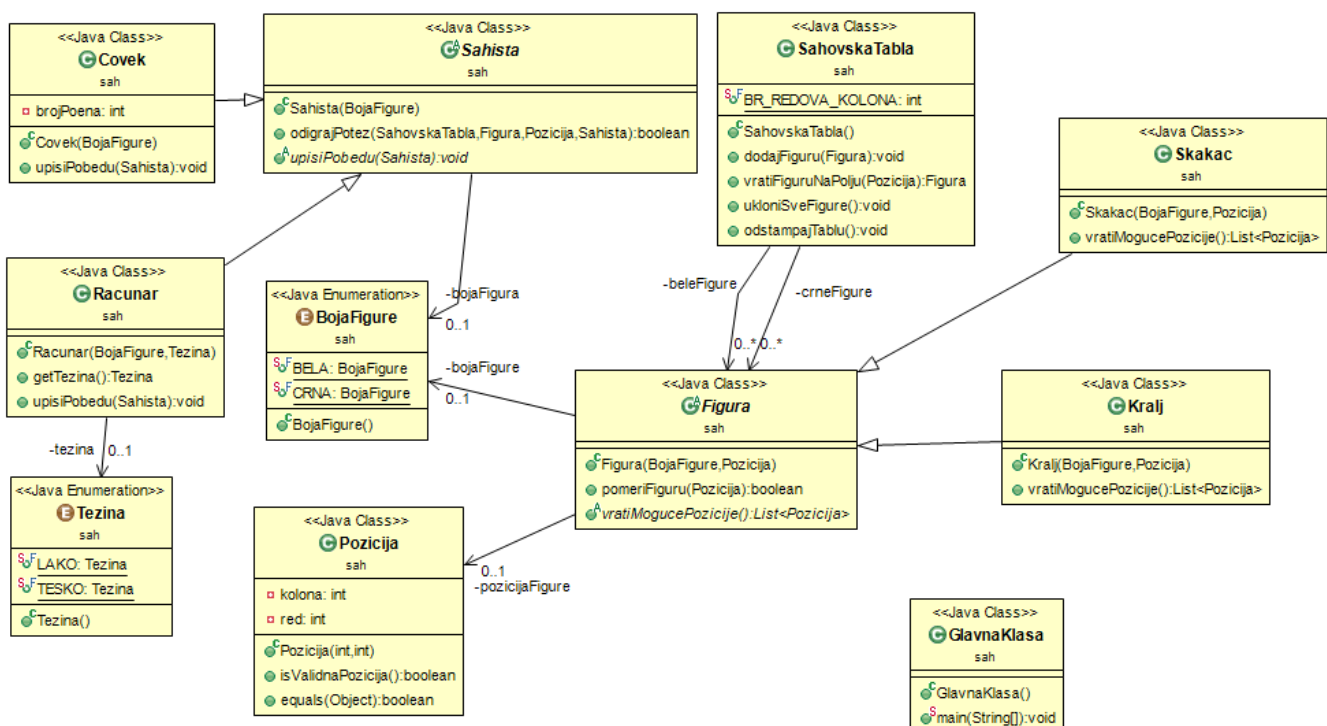 <<Java Class>>
Covek
sah
brojPoena: int
Covek(BojaFigure)
upisiPobedu(Sahista):void
<<Java Class>>
Sahista
sah
Sahista(BojaFigure)
odigrajPotez(SahovskaTabla,Figura,Pozicija,Sahista):boolean
upisiPobedu(Sahista):void
<<Java Class>>
SahovskaTabla
sah
BR_REDOVA_KOLONA: int
SahovskaTabla()
dodajFiguru(Figura):void
vratiFiguruNaPolju(Pozicija):Figura
ukloniSveFigure():void
odstampajTablu():void
<<Java Class>>
Skakac
sah
Skakac(BojaFigure,Pozicija)
vratiMogucePozicije():List<Pozicija>
<<Java Class>>
Racunar
sah
Racunar(BojaFigure,Tezina)
getTezina():Tezina
upisiPobedu(Sahista):void
-bojaFigura
0..1
<<Java Enumeration>>
BojaFigure
sah
BELA: BojaFigure
CRNA: BojaFigure
BojaFigure()
-bojaFigure
0..1
-beleFigure
-crneFigure
0..*
0..*
<<Java Class>>
Figura
sah
Figura(BojaFigure,Pozicija)
pomeriFiguru(Pozicija):boolean
vratiMogucePozicije():List<Pozicija>
<<Java Class>>
Kralj
sah
Kralj(BojaFigure,Pozicija)
vratiMogucePozicije():List<Pozicija>
-tezina
0..1
<<Java Enumeration>>
Tezina
sah
LAKO: Tezina
TESKO: Tezina
Tezina()
<<Java Class>>
Pozicija
sah
kolona: int
red: int
Pozicija(int,int)
isValidnaPozicija():boolean
equals(Object):boolean
0..1
-pozicijaFigure
<<Java Class>>
GlavnaKlasa
sah
GlavnaKlasa()
main(String[]):void